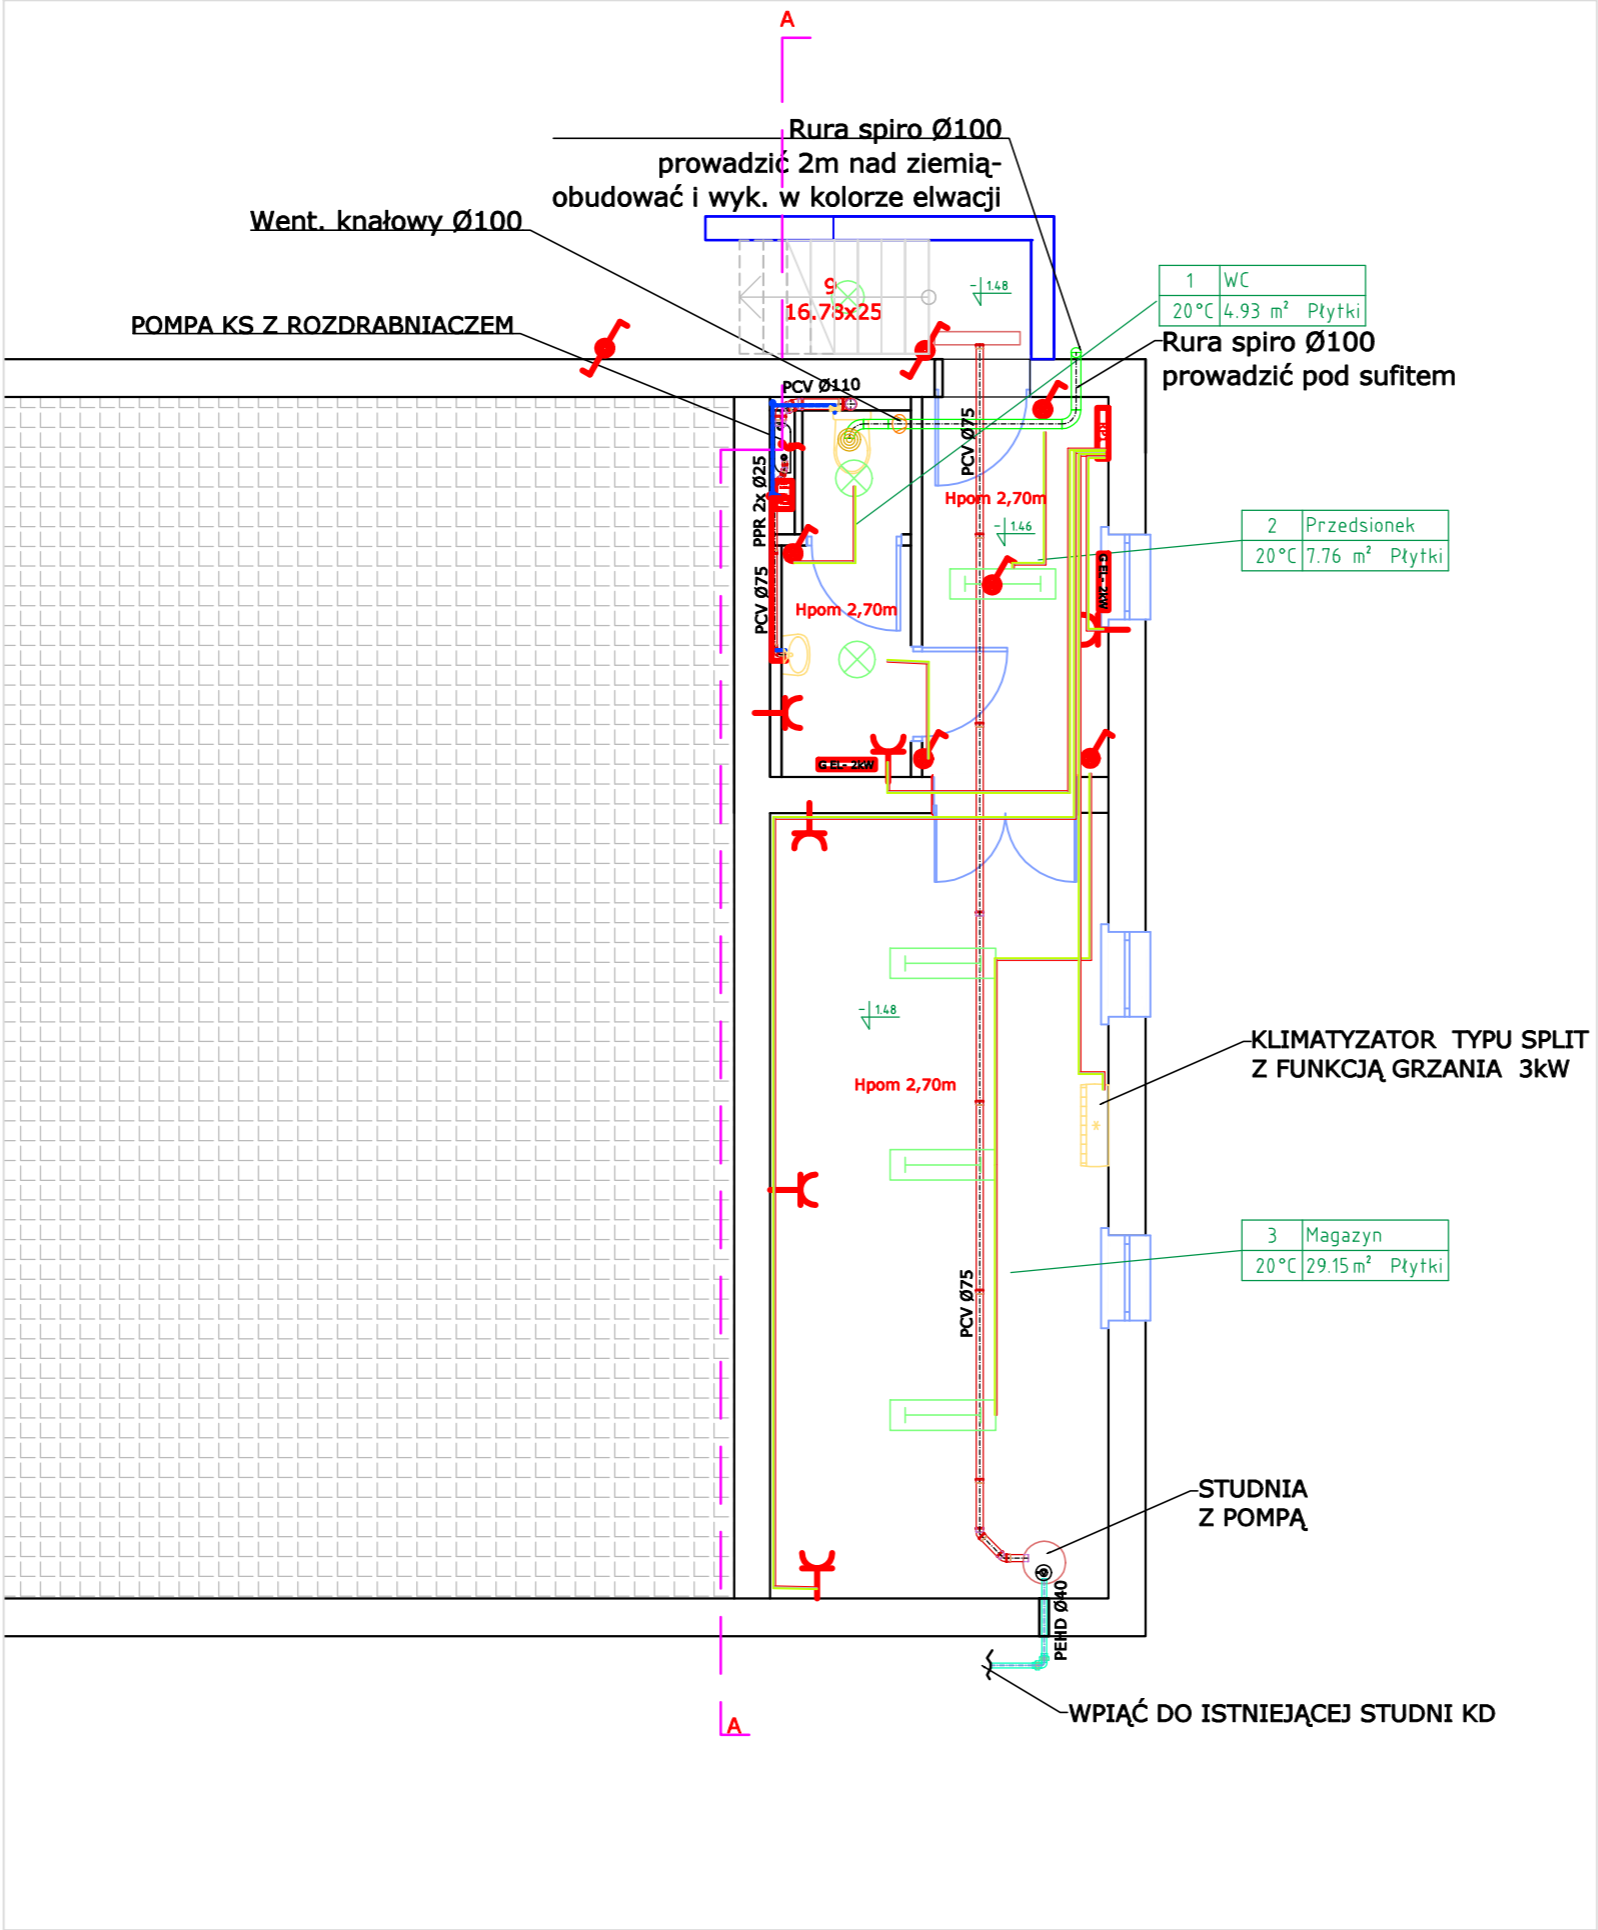 A
Rura spiro Ø100
prowadzić 2m nad ziemią-
obudować i wyk. w kolorze elwacji
Went. knałowy Ø100
POMPA KS Z ROZDRABNIACZEM
9
16.78x25
- 1.48
1 WC
20°C 4.93 m² Płytki
Rura spiro Ø100
prowadzić pod sufitem
PCV Ø110
PCV Ø75
PPR 2x Ø25
Hpom 2,70m
- 1.46
2 Przedsionek
20°C 7.76 m² Płytki
G EL- 2kW
PCV Ø75
Hpom 2,70m
G EL- 2kW
- 1.48
Hpom 2,70m
KLIMATYZATOR TYPU SPLIT
Z FUNKCJĄ GRZANIA 3kW
3 Magazyn
20°C 29.15 m² Płytki
PCV Ø75
STUDNIA
Z POMPĄ
PEHD Ø40
WPIĄĆ DO ISTNIEJĄCEJ STUDNI KD
A